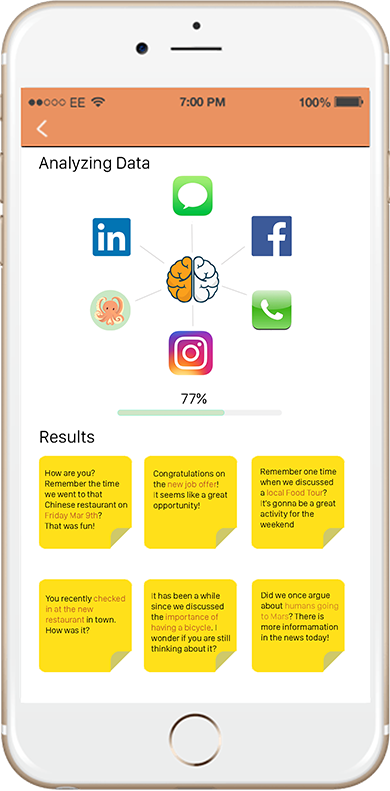 EE 7:00 PM 100%
Analyzing Data
in f
77%
Results
How are you?
Remember the time
we went to that
Chinese restaurant on
Friday Mar 9th?
That was fun!
Congratulations on
the new job offer!
It seems like a great
opportunity!
Remember one time
when we discussed
a local Food Tour?
It's gonna be a great
activity for the
weekend
You recently checked
in at the new
restaurant in town.
How was it?
It has been a while
since we discussed
the importance of
having a bicycle. I
wonder if you are still
thinking about it?
Did we once argue
about humans going
to Mars? There is
more informamation
in the news today!